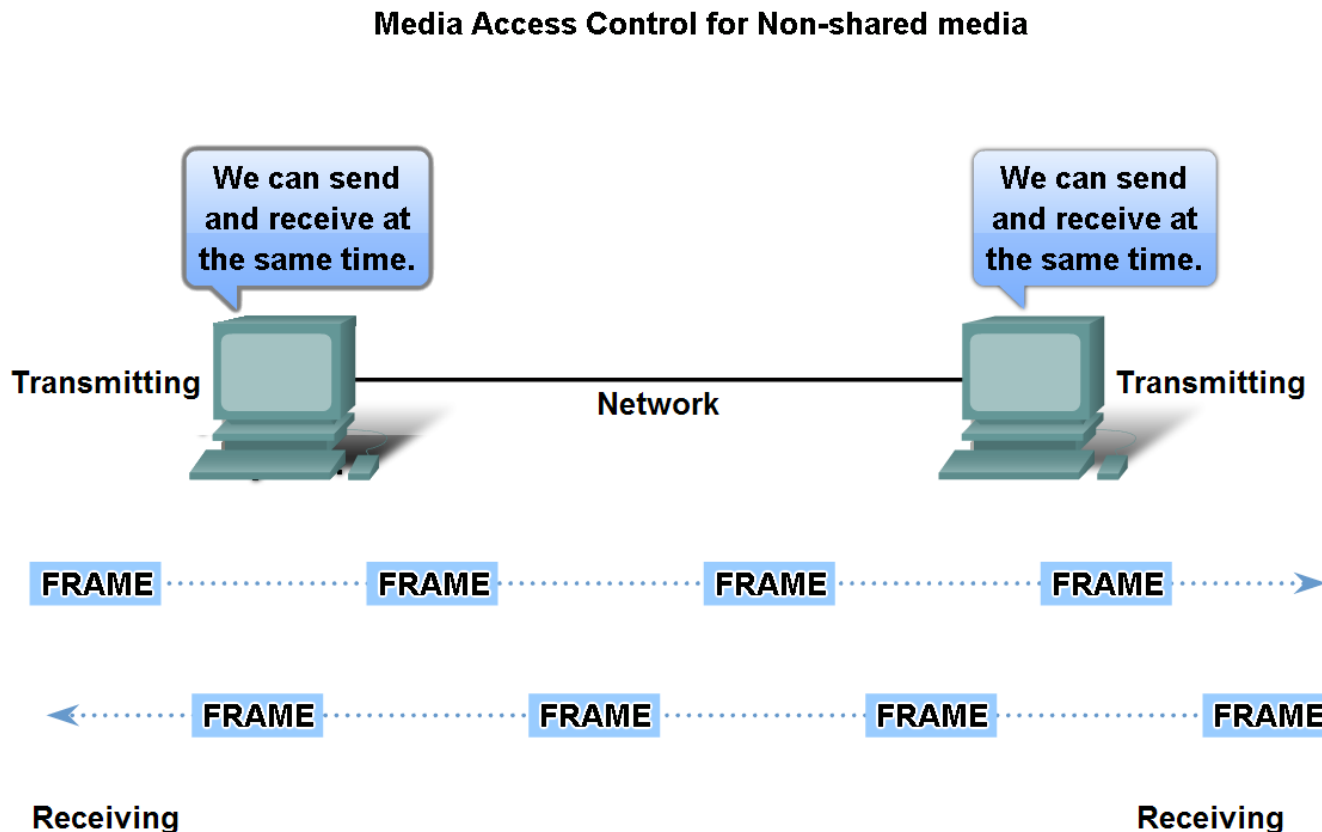 Media Access Control for Non-shared media
We can send
and receive at
the same time.
We can send
and receive at
the same time.
Transmitting
Network
Transmitting
FRAME FRAME FRAME FRAME
FRAME FRAME FRAME FRAME
Receiving
Receiving